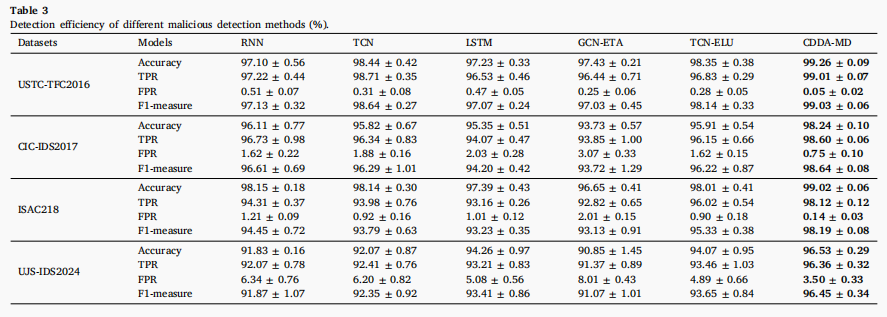 Table 3
Detection efficiency of different malicious detection methods (%).
Datasets Models RNN TCN LSTM GCN-ETA TCN-ELU CDDA-MD
USTC-TFC2016
Accuracy 97.10 ± 0.56 98.44 ± 0.42 97.23 ± 0.33 97.43 ± 0.21 98.35 ± 0.38 99.26 ± 0.09
TPR 97.22 ± 0.44 98.71 ± 0.35 96.53 ± 0.46 96.44 ± 0.71 96.83 ± 0.29 99.01 ± 0.07
FPR 0.51 ± 0.07 0.31 ± 0.08 0.47 ± 0.05 0.25 ± 0.06 0.28 ± 0.05 0.05 ± 0.02
F1-measure 97.13 ± 0.32 98.64 ± 0.27 97.07 ± 0.24 97.03 ± 0.45 98.14 ± 0.33 99.03 ± 0.06
CIC-IDS2017
Accuracy 96.11 ± 0.77 95.82 ± 0.67 95.35 ± 0.51 93.73 ± 0.57 95.91 ± 0.54 98.24 ± 0.10
TPR 96.73 ± 0.98 96.34 ± 0.83 94.07 ± 0.47 93.85 ± 1.00 96.15 ± 0.66 98.60 ± 0.06
FPR 1.62 ± 0.22 1.88 ± 0.16 2.03 ± 0.28 3.07 ± 0.33 1.62 ± 0.15 0.75 ± 0.10
F1-measure 96.61 ± 0.69 96.29 ± 1.01 94.20 ± 0.42 93.72 ± 1.29 96.22 ± 0.87 98.64 ± 0.08
ISAC218
Accuracy 98.15 ± 0.18 98.14 ± 0.30 97.39 ± 0.43 96.65 ± 0.41 98.01 ± 0.41 99.02 ± 0.06
TPR 94.31 ± 0.37 93.98 ± 0.76 93.16 ± 0.26 92.82 ± 0.65 96.02 ± 0.54 98.12 ± 0.12
FPR 1.21 ± 0.09 0.92 ± 0.16 1.01 ± 0.12 2.01 ± 0.15 0.90 ± 0.18 0.14 ± 0.03
F1-measure 94.45 ± 0.72 93.79 ± 0.63 93.23 ± 0.35 93.13 ± 0.91 95.33 ± 0.38 98.19 ± 0.08
UJS-IDS2024
Accuracy 91.83 ± 0.16 92.07 ± 0.87 94.26 ± 0.97 90.85 ± 1.45 94.07 ± 0.95 96.53 ± 0.29
TPR 92.07 ± 0.78 92.41 ± 0.76 93.21 ± 0.83 91.37 ± 0.89 93.46 ± 1.03 96.36 ± 0.32
FPR 6.34 ± 0.76 6.20 ± 0.82 5.08 ± 0.56 8.01 ± 0.43 4.89 ± 0.66 3.50 ± 0.33
F1-measure 91.87 ± 1.07 92.35 ± 0.92 93.41 ± 0.86 91.07 ± 1.01 93.65 ± 0.84 96.45 ± 0.34